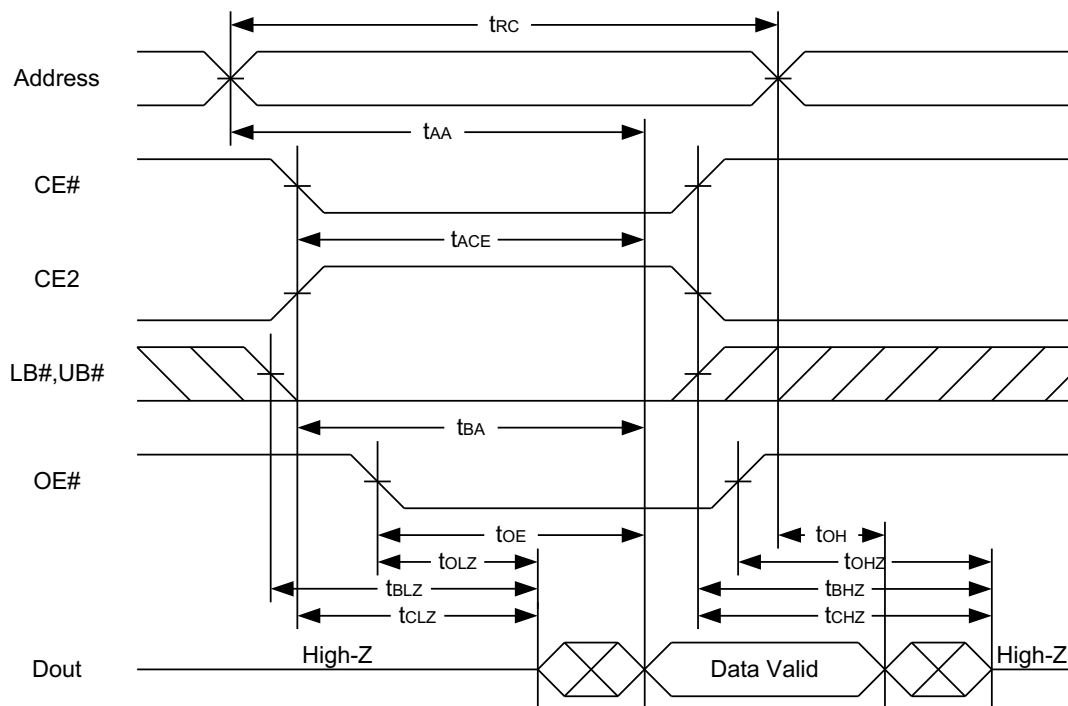 tRC
Address
tAA
CE#
tACE
CE2
LB#,UB#
tBA
OE#
tOE
tOH
tOLZ
tOHZ
tBLZ
tBHZ
tCLZ
tCHZ
Dout
High-Z
Data Valid
High-Z